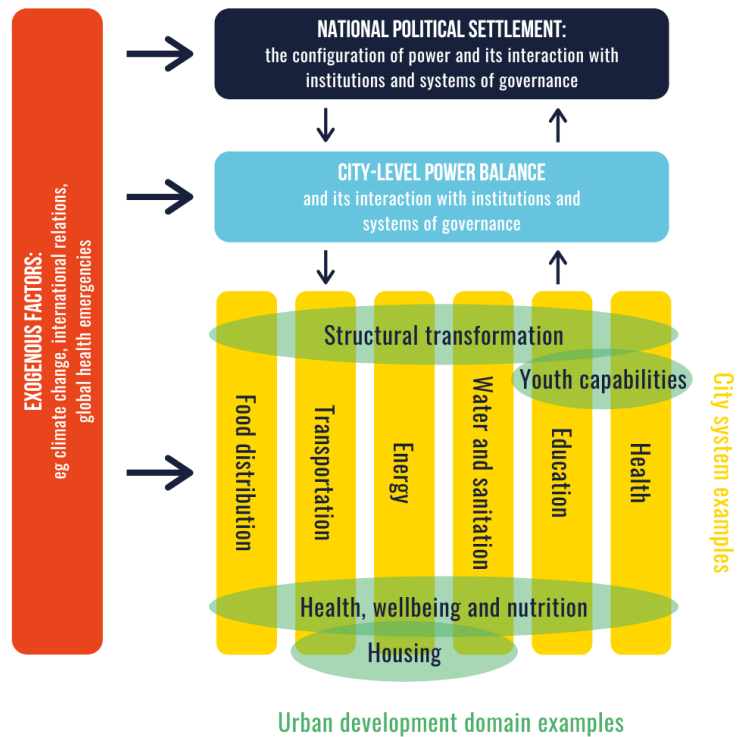 EXOGENOUS FACTORS:
eg climate change, international relations,
global health emergencies
NATIONAL POLITICAL SETTLEMENT:
the configuration of power and its interaction with
institutions and systems of governance
CITY-LEVEL POWER BALANCE
and its interaction with institutions and
systems of governance
Structural transformation
Youth capabilities
Food distribution
Transportation
Energy
Water and sanitation
Education
Health
City system examples
Health, wellbeing and nutrition
Housing
Urban development domain examples